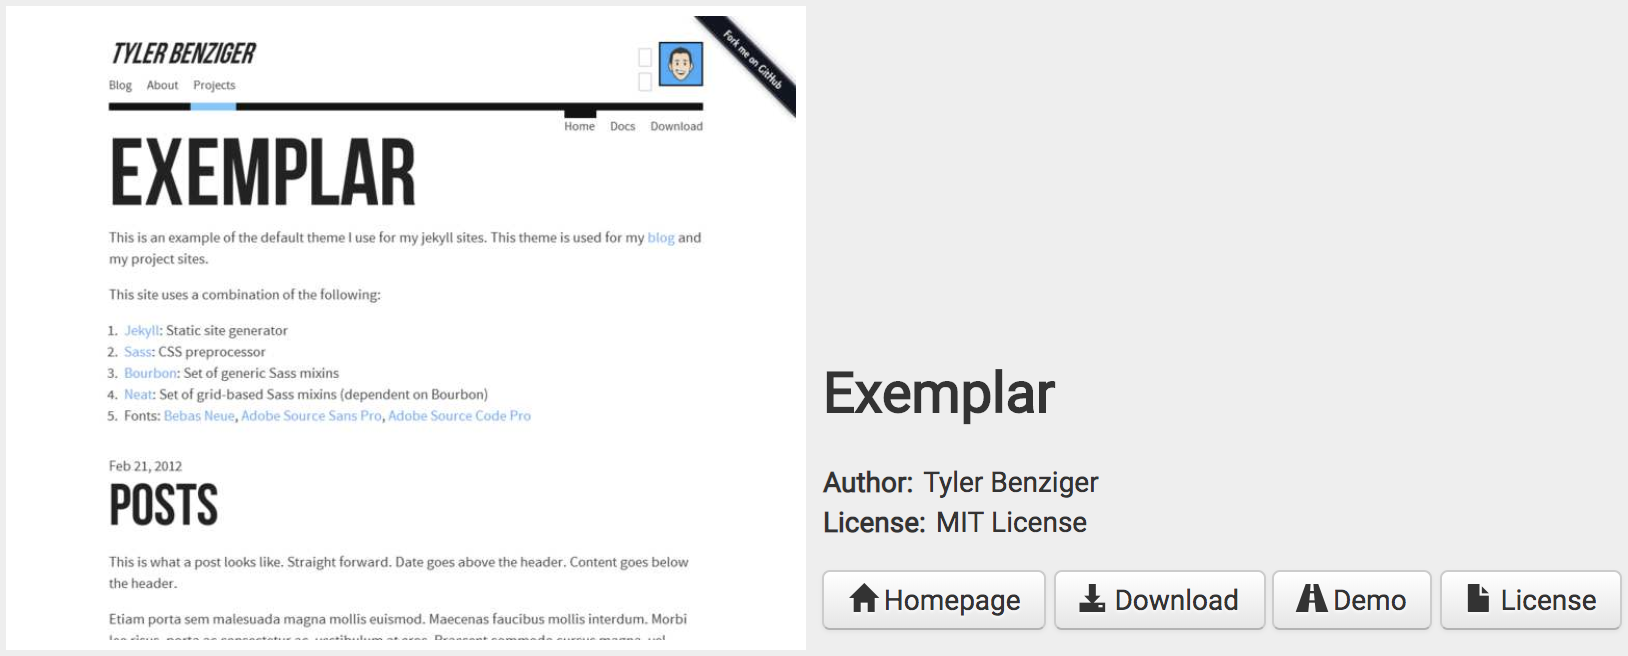 TYLER BENZIGER
Fork me on GitHub
Blog About Projects
Home Docs Download
EXEMPLAR
This is an example of the default theme I use for my jekyll sites. This theme is used for my blog and
my project sites.
This site uses a combination of the following:
1. Jekyll: Static site generator
2. Sass: CSS preprocessor
3. Bourbon: Set of generic Sass mixins
4. Neat: Set of grid-based Sass mixins (dependent on Bourbon)
5. Fonts: Bebas Neue, Adobe Source Sans Pro, Adobe Source Code Pro
Feb 21, 2012
POSTS
This is what a post looks like. Straight forward. Date goes above the header. Content goes below
the header.
Etiam porta sem malesuada magna mollis euismod. Maecenas faucibus mollis interdum. Morbi
Exemplar
Author: Tyler Benziger
License: MIT License
Homepage Download Demo License